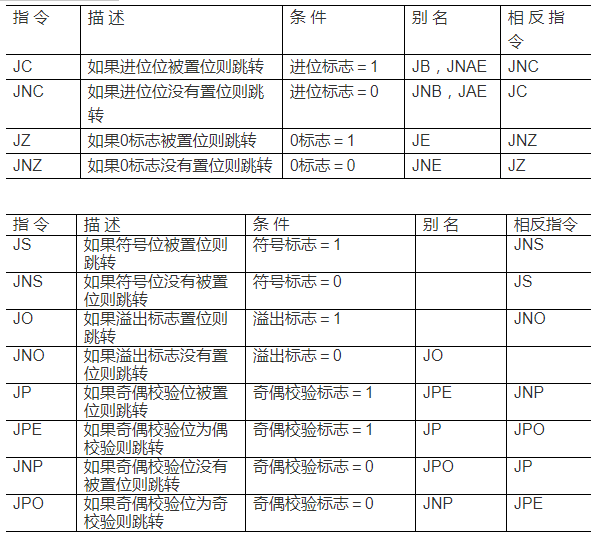 指 令 描 述 条 件 别 名 相 反 指
令
JC 如果进位位被置位则跳转 进位标志＝1 JB，JNAE JNC
JNC 如果进位位没有置位则跳 进位标志＝0 JNB，JAE JC
转
JZ 如果0标志被置位则跳转 0标志＝1 JE JNZ
JNZ 如果0标志没有置位则跳转 0标志＝0 JNE JZ
指 令 描 述 条 件 别 名 相反指令
JS 如果符号位被置位则 符号标志＝1 JNS
跳转
JNS 如果符号位没有被置 符号标志＝0 JS
位则跳转
JO 如果溢出标志置位则 溢出标志＝1 JNO
跳转
JNO 如果溢出标志没有置 溢出标志＝0 JO
位则跳转
JP 如果奇偶校验位被置 奇偶校验标志＝1 JPE JNP
位则跳转
JPE 如果奇偶校验位为偶 奇偶校验标志＝1 JP JPO
校验则跳转
JNP 如果奇偶校验位没有 奇偶校验标志＝0 JPO JP
被置位则跳转
JPO 如果奇偶校验位为奇 奇偶校验标志＝0 JNP JPE
校验则跳转